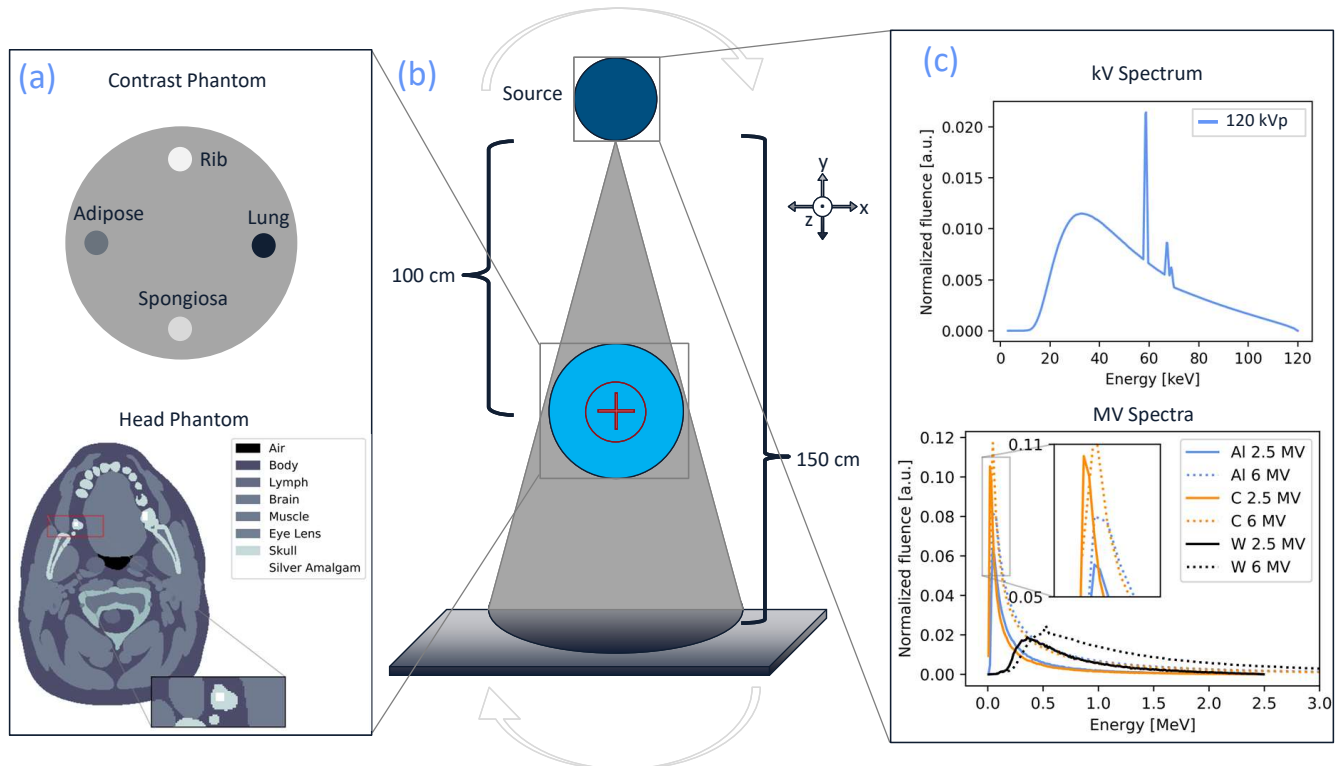 (a)
Contrast Phantom
Rib
Adipose
Lung
Spongiosa
Head Phantom
Air
Body
Lymph
Brain
Muscle
Eye Lens
Skull
Silver Amalgam
(b)
Source
100 cm
150 cm
y
x
z
(c)
kV Spectrum
120 kVp
Normalized fluence [a.u.]
0.020
0.015
0.010
0.005
0.000
0 20 40 60 80 100 120
Energy [keV]
MV Spectra
Al 2.5 MV
Al 6 MV
C 2.5 MV
C 6 MV
W 2.5 MV
W 6 MV
0.11
0.05
Normalized fluence [a.u.]
0.12
0.10
0.08
0.06
0.04
0.02
0.00
0.0 0.5 1.0 1.5 2.0 2.5 3.0
Energy [MeV]